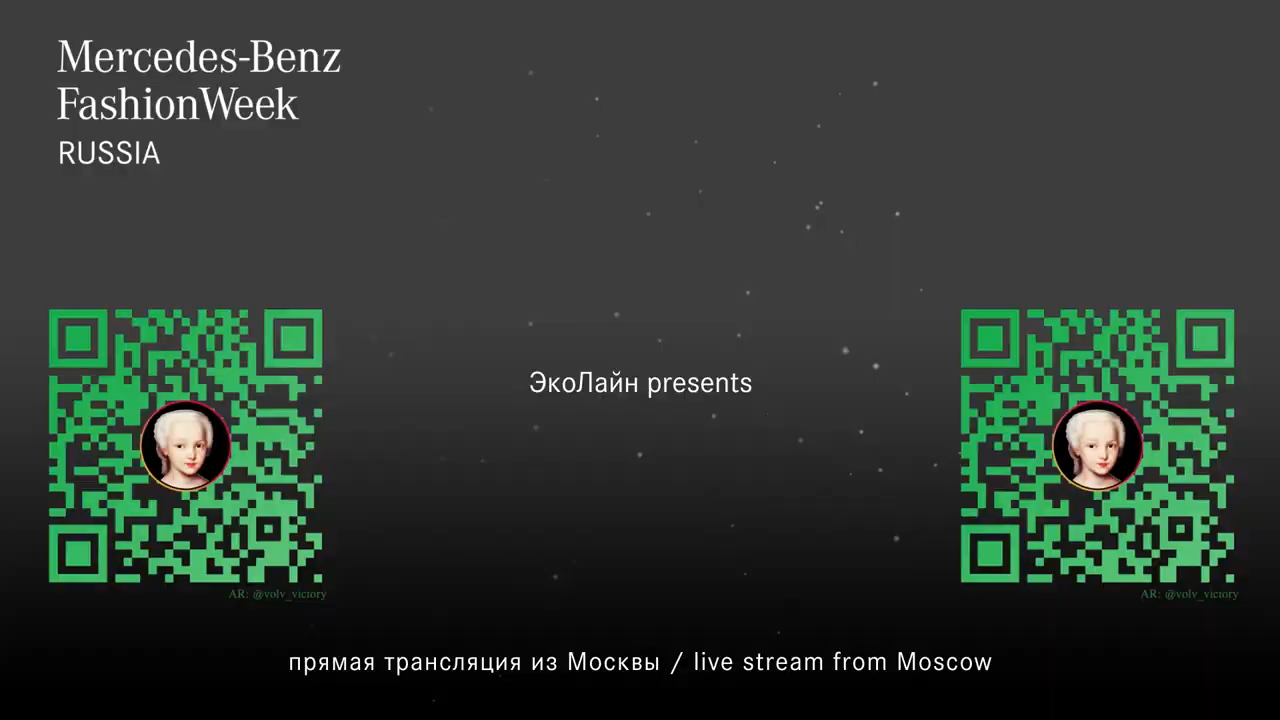 Mercedes-Benz
FashionWeek
RUSSIA
ЭкоЛайн presents
AR: @volv_victory
AR: @volv_victory
прямая трансляция из Москвы / live stream from Moscow